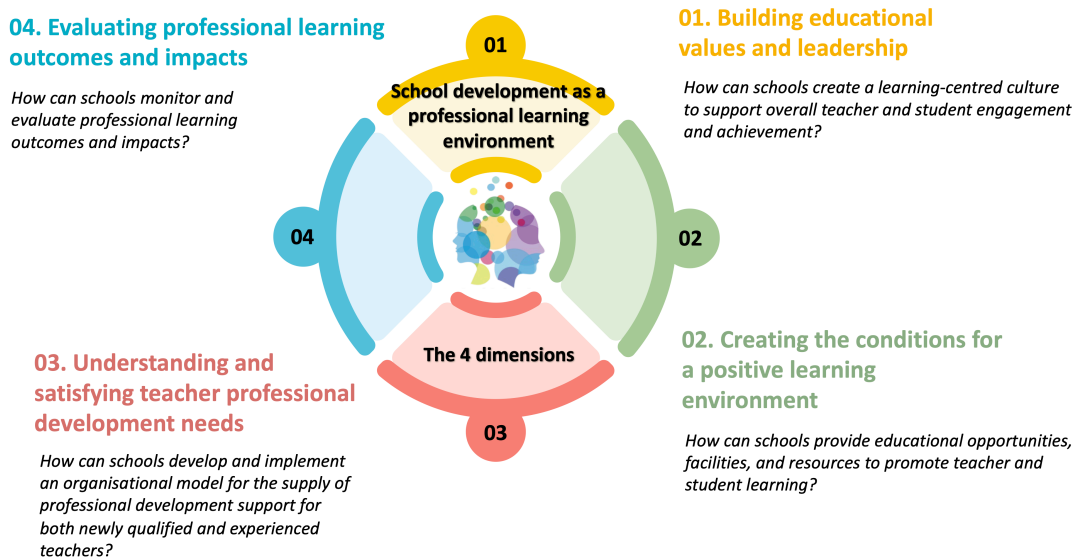 04. Evaluating professional learning
outcomes and impacts
How can schools monitor and
evaluate professional learning
outcomes and impacts?
01
School development as a
professional learning
environment
01. Building educational
values and leadership
How can schools create a learning-centred culture
to support overall teacher and student engagement
and achievement?
04
02
The 4 dimensions
03
03. Understanding and
satisfying teacher professional
development needs
How can schools develop and implement
an organisational model for the supply of
professional development support for
both newly qualified and experienced
teachers?
02. Creating the conditions for
a positive learning
environment
How can schools provide educational opportunities,
facilities, and resources to promote teacher and
student learning?